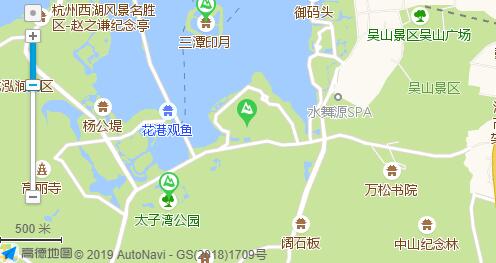 杭州西湖风景名胜
区-赵之谦纪念亭
三潭印月
御码头
吴山景区吴山广场
吴山景区
水舞源SPA
杨公堤
花港观鱼
高丽寺
太子湾公园
万松书院
阔石板
中山纪念林
500 米
高德地图 © 2019 AutoNavi - GS(2018)1709号